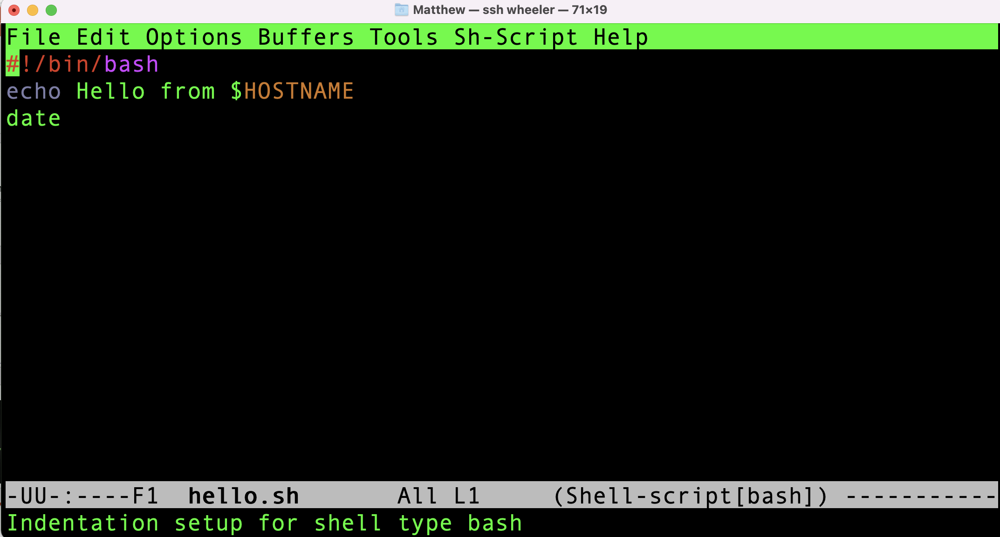 Matthew — ssh wheeler — 71×19
File Edit Options Buffers Tools Sh-Script Help
#!/bin/bash
echo Hello from $HOSTNAME
date
-UU-:----F1  hello.sh       All L1     (Shell-script[bash]) -----------
Indentation setup for shell type bash